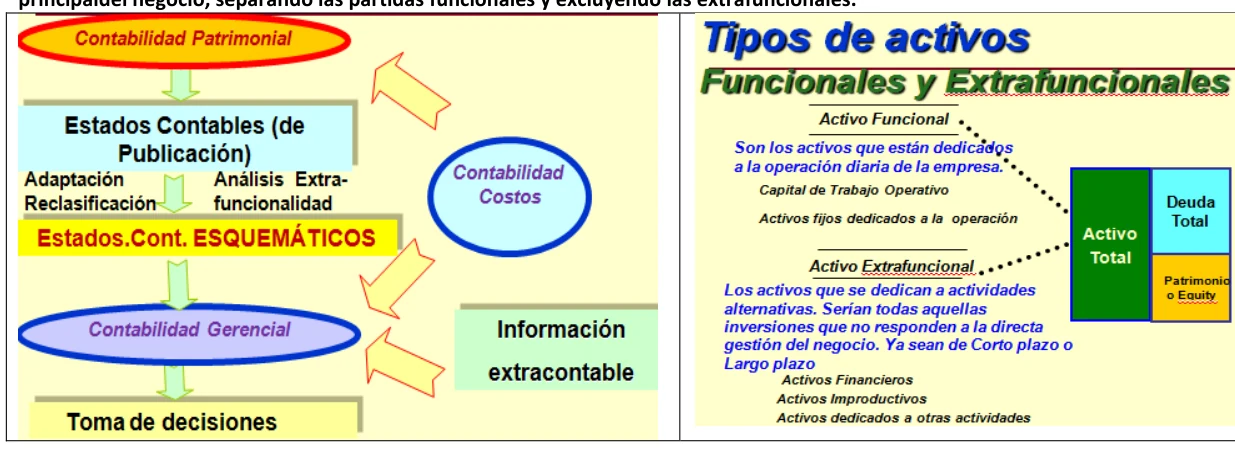 principaldel negocio, separando las partidas funcionales y excluyendo las extrafuncionales.
Contabilidad Patrimonial
Estados Contables (de
Publicación)
Adaptación
Reclasificación
Análisis Extra-
funcionalidad
Estados.Cont. ESQUEMÁTICOS
Contabilidad
Costos
Contabilidad Gerencial
Información
extracontable
Toma de decisiones
Tipos de activos
Funcionales y Extrafuncionales
Activo Funcional
Son los activos que están dedicados
a la operación diaria de la empresa.
Capital de Trabajo Operativo
Activos fijos dedicados a la operación
Activo Extrafuncional
Los activos que se dedican a actividades
alternativas. Serían todas aquellas
inversiones que no responden a la directa
gestión del negocio. Ya sean de Corto plazo o
Largo plazo
Activos Financieros
Activos Improductivos
Activos dedicados a otras actividades
Activo
Total
Deuda
Total
Patrimonio
o Equity